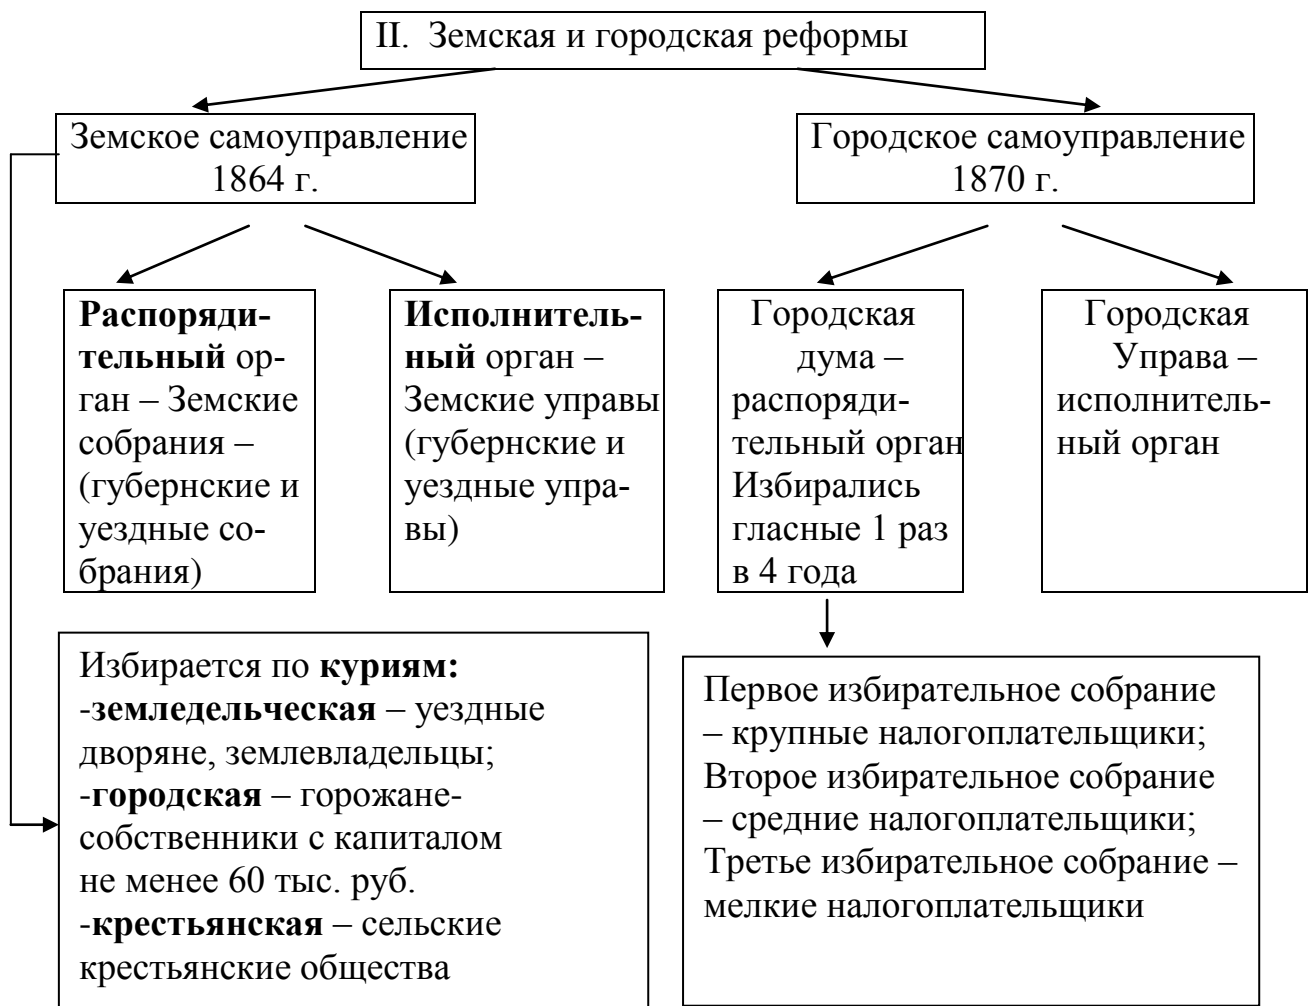 II.  Земская и городская реформы
Земское самоуправление
1864 г.
Городское самоуправление
1870 г.
Распоряди-
тельный ор-
ган – Земские
собрания –
(губернские и
уездные со-
брания)
Исполнитель-
ный орган –
Земские управы
(губернские и
уездные упра-
вы)
Городская
дума –
распоряди-
тельный орган
Избирались
гласные 1 раз
в 4 года
Городская
Управа –
исполнитель-
ный орган
Избирается по куриям:
-земледельческая – уездные
дворяне, землевладельцы;
-городская – горожане-
собственники с капиталом
не менее 60 тыс. руб.
-крестьянская – сельские
крестьянские общества
Первое избирательное собрание
– крупные налогоплательщики;
Второе избирательное собрание
– средние налогоплательщики;
Третье избирательное собрание –
мелкие налогоплательщики